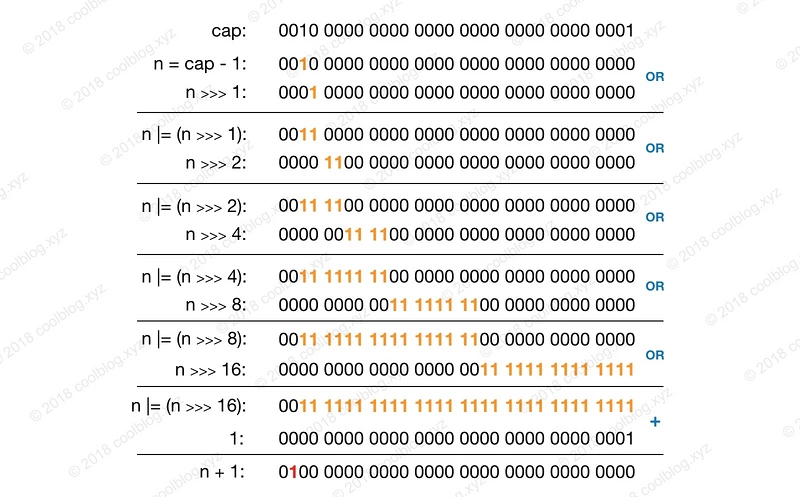 cap: 0010 0000 0000 0000 0000 0000 0000 0001
n = cap - 1: 0010 0000 0000 0000 0000 0000 0000 0000
OR
n >>> 1: 0001 0000 0000 0000 0000 0000 0000 0000
n |= (n >>> 1): 0011 0000 0000 0000 0000 0000 0000 0000
OR
n >>> 2: 0000 1100 0000 0000 0000 0000 0000 0000
n |= (n >>> 2): 0011 1100 0000 0000 0000 0000 0000 0000
OR
n >>> 4: 0000 0011 1100 0000 0000 0000 0000 0000
n |= (n >>> 4): 0011 1111 1100 0000 0000 0000 0000 0000
OR
n >>> 8: 0000 0000 0011 1111 1100 0000 0000 0000
n |= (n >>> 8): 0011 1111 1111 1111 1100 0000 0000 0000
OR
n >>> 16: 0000 0000 0000 0000 0011 1111 1111 1111
n |= (n >>> 16): 0011 1111 1111 1111 1111 1111 1111 1111
+
1: 0000 0000 0000 0000 0000 0000 0000 0001
n + 1: 0100 0000 0000 0000 0000 0000 0000 0000
© 2018 coolblog.xyz